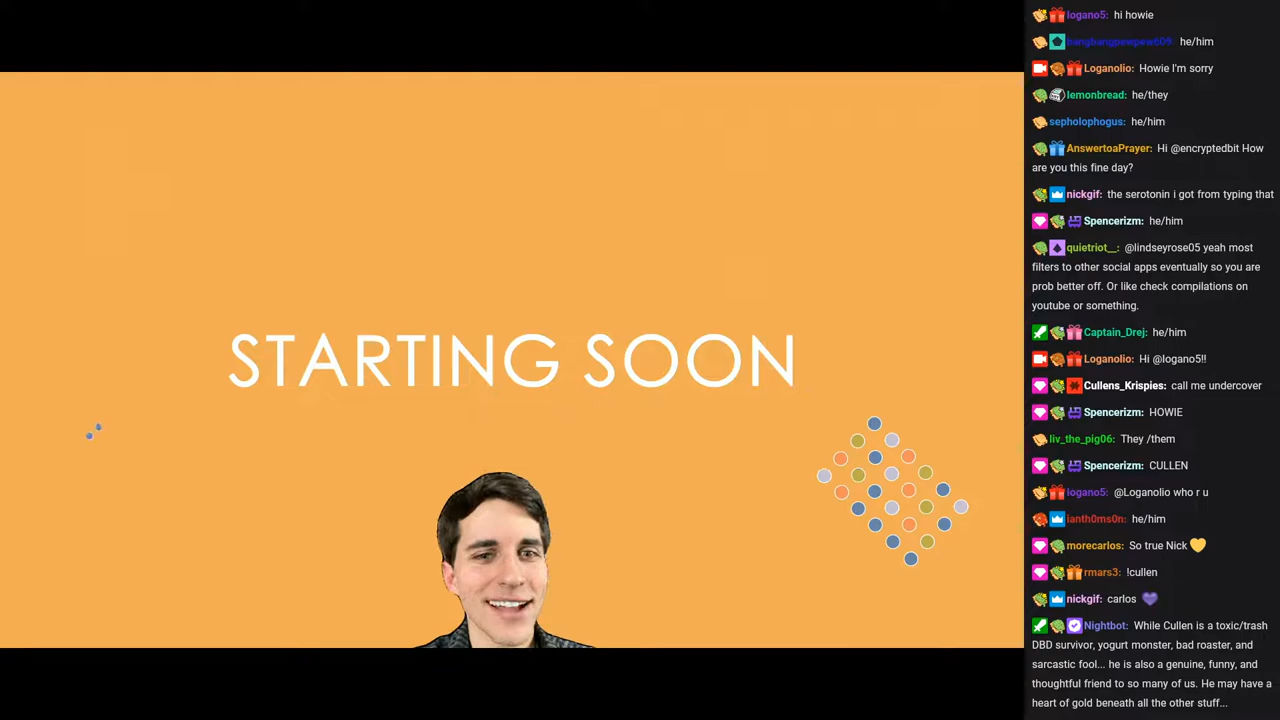 STARTING SOON
logano5: hi howie
bangbangpewpew09: he/him
Loganolio: Howie I'm sorry
lemonbread: he/they
sepholophogus: he/him
AnswertoaPrayer: Hi @encryptedbit How
are you this fine day?
nickgif: the serotonin i got from typing that
Spencerizm: he/him
quietriot__: @lindseyrose05 yeah most
filters to other social apps eventually so you are
prob better off. Or like check compilations on
youtube or something.
Captain_Drej: he/him
Loganolio: Hi @logano5!!
Cullens_Krispies: call me undercover
Spencerizm: HOWIE
liv_the_pig06: They /them
Spencerizm: CULLEN
logano5: @Loganolio who r u
ianth0ms0n: he/him
morecarlos: So true Nick 💛
rmars3: !cullen
nickgif: carlos 💜
Nightbot: While Cullen is a toxic/trash
DBD survivor, yogurt monster, bad roaster, and
sarcastic fool... he is also a genuine, funny, and
thoughtful friend to so many of us. He may have a
heart of gold beneath all the other stuff...